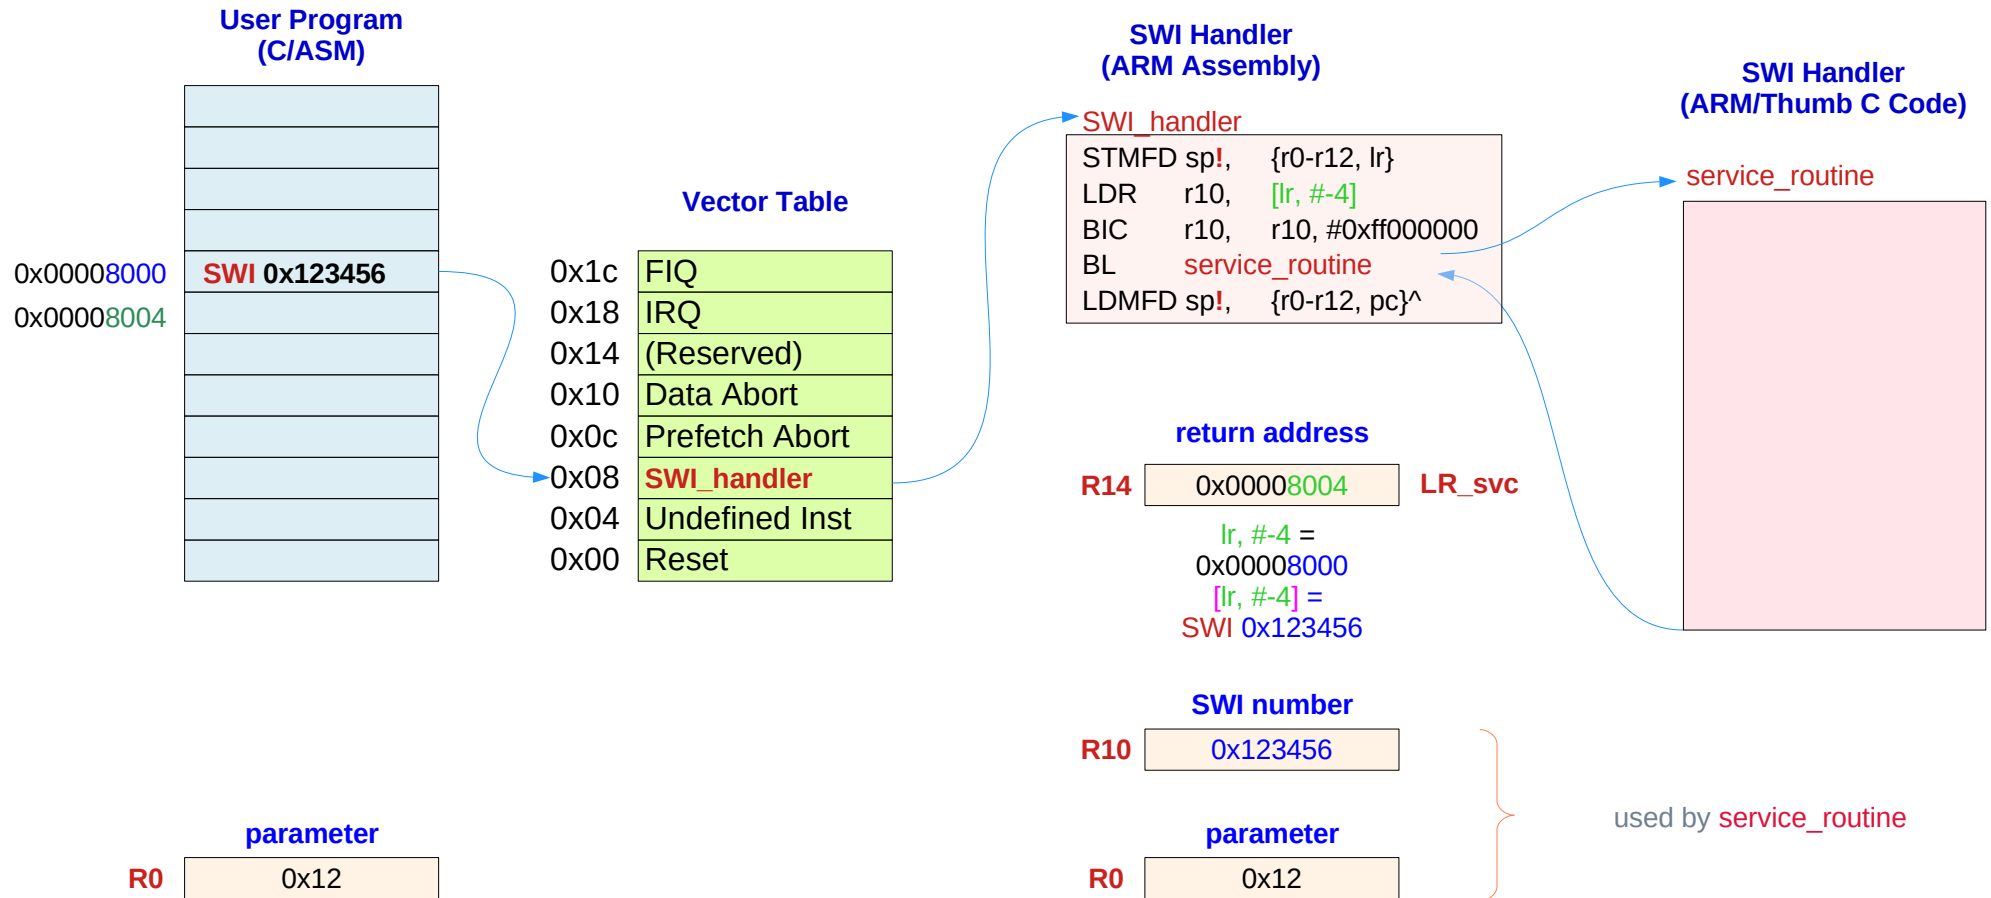 User Program
(C/ASM)
0x00008000
SWI 0x123456
0x00008004
Vector Table
0x1c FIQ
0x18 IRQ
0x14 (Reserved)
0x10 Data Abort
0x0c Prefetch Abort
0x08 SWI_handler
0x04 Undefined Inst
0x00 Reset
SWI Handler
(ARM Assembly)
SWI_handler
STMFD sp!, {r0-r12, lr}
LDR r10, [lr, #-4]
BIC r10, r10, #0xff000000
BL service_routine
LDMFD sp!, {r0-r12, pc}^
SWI Handler
(ARM/Thumb C Code)
service_routine
return address
R14 0x00008004 LR_svc
lr, #-4 =
0x00008000
[lr, #-4] =
SWI 0x123456
SWI number
R10 0x123456
used by service_routine
parameter
R0 0x12
parameter
R0 0x12